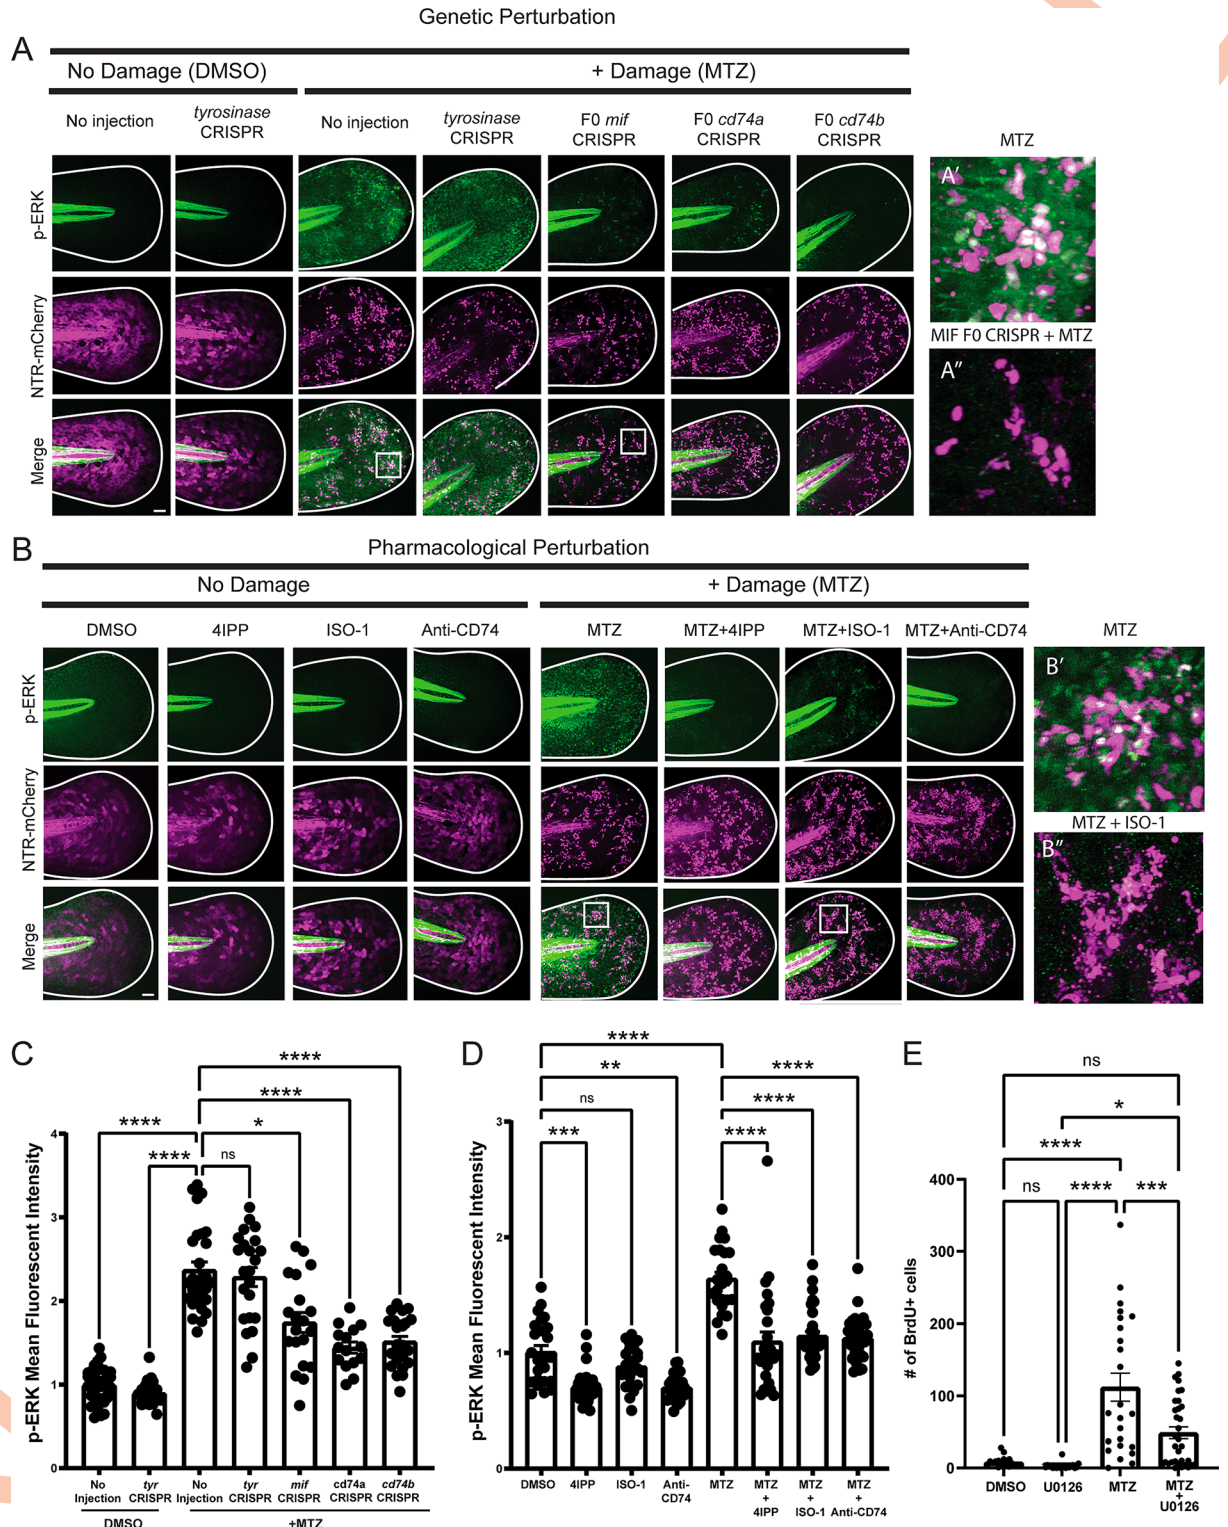 Genetic Perturbation
A
No Damage (DMSO)
+ Damage (MTZ)
No injection
tyrosinase
CRISPR
No injection
tyrosinase
CRISPR
F0 mif
CRISPR
F0 cd74a
CRISPR
F0 cd74b
CRISPR
MTZ
p-ERK
NTR-mCherry
Merge
A′
MIF F0 CRISPR + MTZ
A″
B
Pharmacological Perturbation
No Damage
+ Damage (MTZ)
DMSO
4IPP
ISO-1
Anti-CD74
MTZ
MTZ+4IPP
MTZ+ISO-1
MTZ+Anti-CD74
MTZ
p-ERK
NTR-mCherry
Merge
B′
MTZ + ISO-1
B″
C
****
****
****
*
****
ns
p-ERK Mean Fluorescent Intensity
4
3
2
1
0
No
Injection
tyr
CRISPR
No
Injection
tyr
CRISPR
mif
CRISPR
cd74a
CRISPR
cd74b
CRISPR
DMSO
+MTZ
D
****
**
****
ns
****
***
****
p-ERK Mean Fluorescent Intensity
3
2
1
0
DMSO
4IPP
ISO-1
Anti-
CD74
MTZ
MTZ
+
4IPP
MTZ
+
ISO-1
MTZ
+
Anti-CD74
E
ns
*
****
ns
****
***
# of BrdU+ cells
400
300
200
100
0
DMSO
U0126
MTZ
MTZ
+
U0126